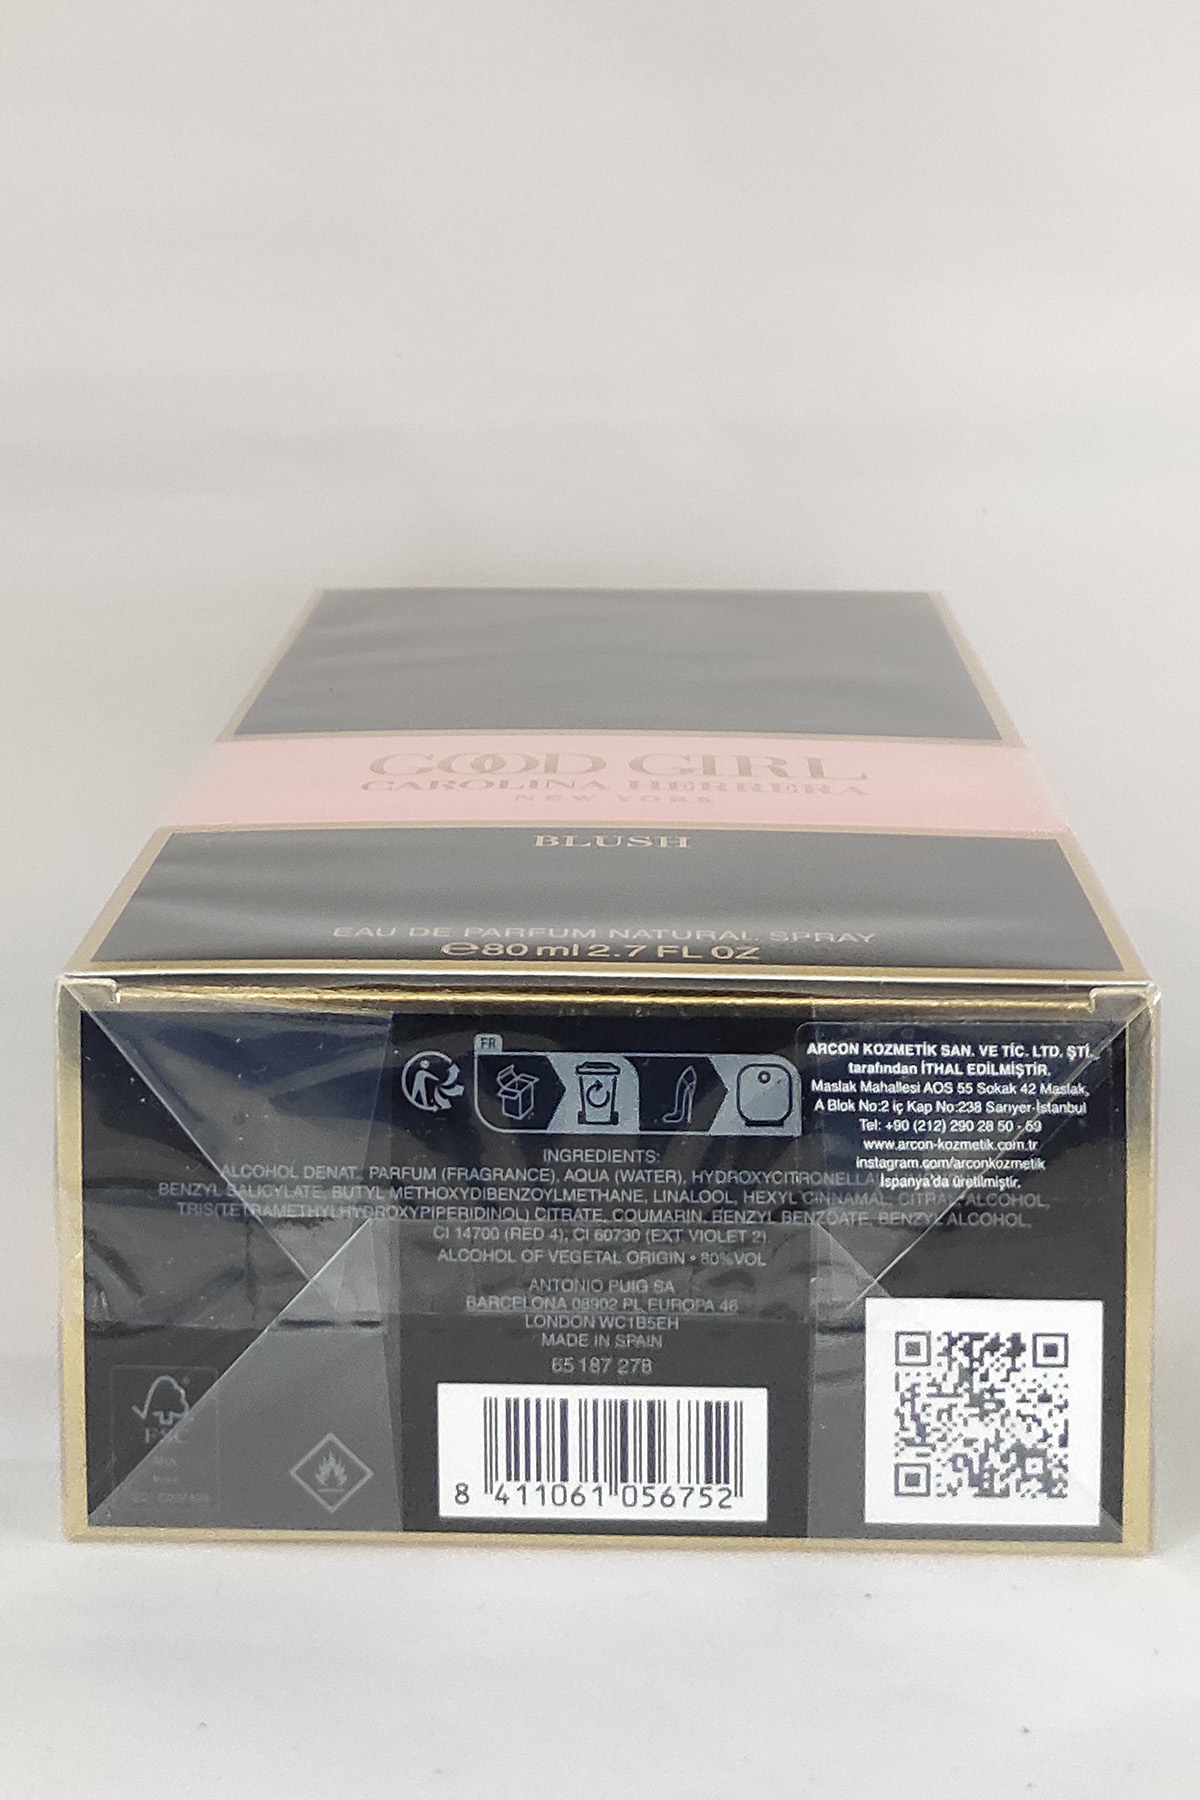 GOOD GIRL
CAROLINA HERRERA
NEW YORK
BLUSH
EAU DE PARFUM NATURAL SPRAY
℮80 ml 2.7 FL OZ
FR
ARCON KOZMETİK SAN. VE TİC. LTD. ŞTİ.
tarafından İTHAL EDİLMİŞTİR.
Maslak Mahallesi AOS 55 Sokak 42 Maslak,
A Blok No:2 iç Kap No:238 Sarıyer-İstanbul
Tel: +90 (212) 290 28 50 - 59
www.arcon-kozmetik.com.tr
instagram.com/arconkozmetik
İspanya'da üretilmiştir.
INGREDIENTS:
ALCOHOL DENAT., PARFUM (FRAGRANCE), AQUA (WATER), HYDROXYCITRONELLA
BENZYL SALICYLATE, BUTYL METHOXYDIBENZOYLMETHANE, LINALOOL, HEXYL CINNAMAL, CITRAL, ALCOHOL,
TRIS(TETRAMETHYLHYDROXYPIPERIDINOL) CITRATE, COUMARIN, BENZYL BENZOATE, BENZYL ALCOHOL,
CI 14700 (RED 4), CI 60730 (EXT VIOLET 2).
ALCOHOL OF VEGETAL ORIGIN • 80%VOL
ANTONIO PUIG SA
BARCELONA 08902 PL EUROPA 46
LONDON WC1B5EH
MADE IN SPAIN
65 187 278
FSC
MIX
8 411061 056752